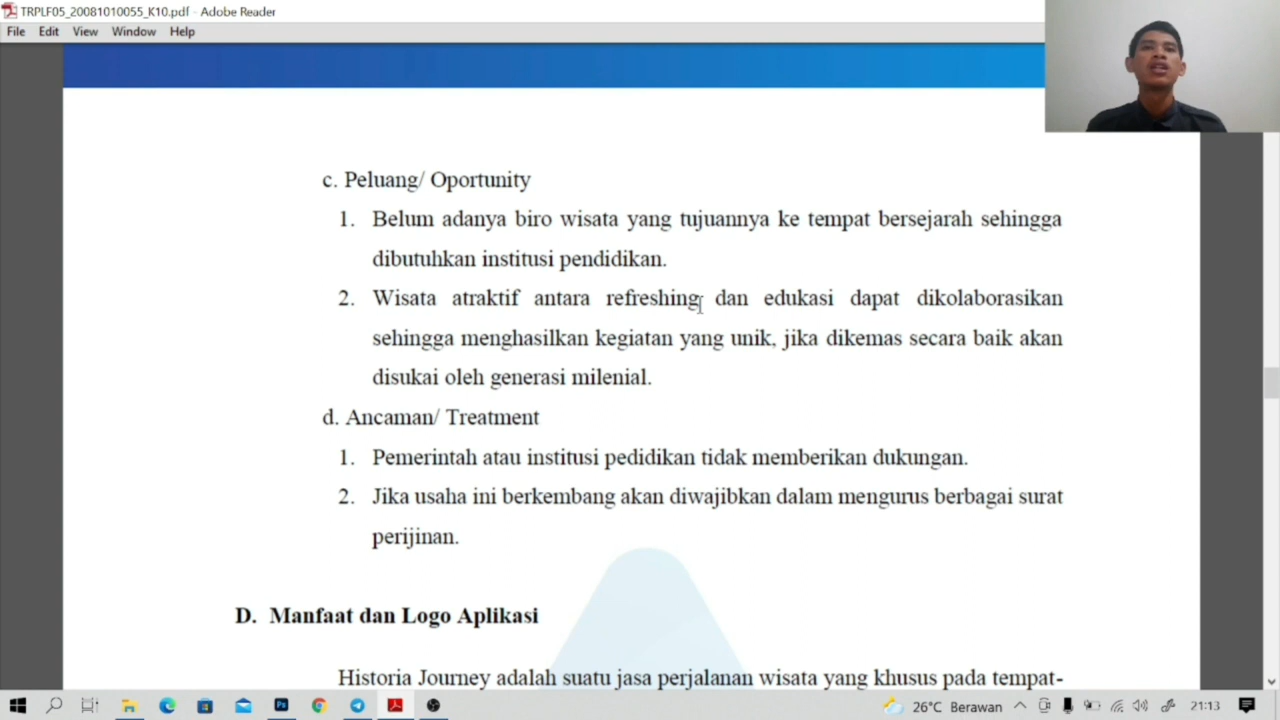 TRPLF05_20081010055_K10.pdf - Adobe Reader
File Edit View Window Help
c. Peluang/ Oportunity
1. Belum adanya biro wisata yang tujuannya ke tempat bersejarah sehingga
dibutuhkan institusi pendidikan.
2. Wisata atraktif antara refreshing dan edukasi dapat dikolaborasikan
sehingga menghasilkan kegiatan yang unik, jika dikemas secara baik akan
disukai oleh generasi milenial.
d. Ancaman/ Treatment
1. Pemerintah atau institusi pedidikan tidak memberikan dukungan.
2. Jika usaha ini berkembang akan diwajibkan dalam mengurus berbagai surat
perijinan.
D. Manfaat dan Logo Aplikasi
Historia Journey adalah suatu jasa perjalanan wisata yang khusus pada tempat-
26°C Berawan 21:13